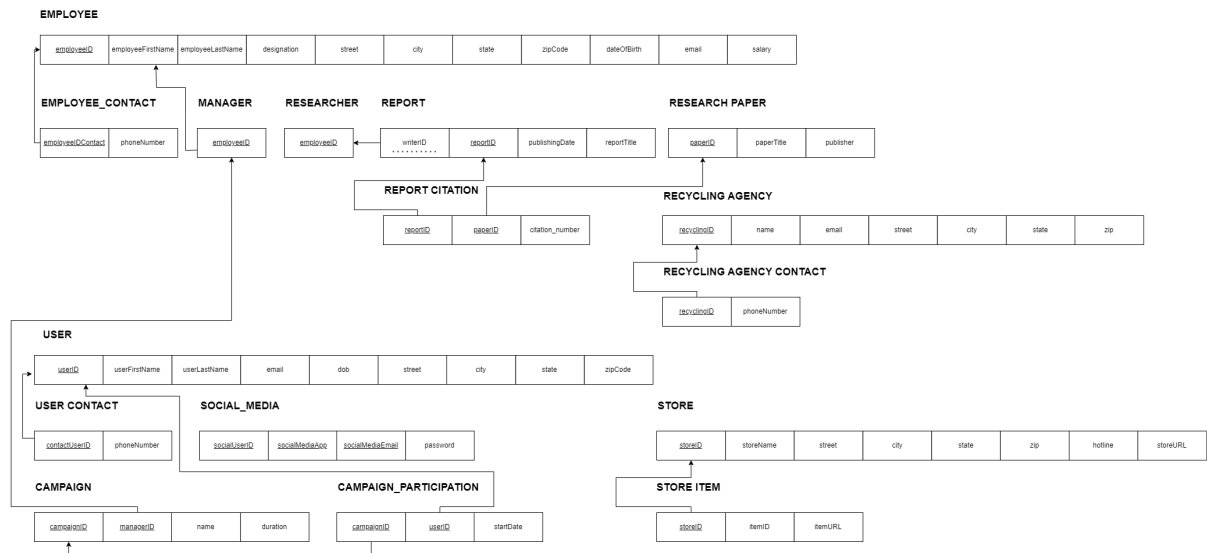 EMPLOYEE
employeeID employeeFirstName employeeLastName designation street city state zipCode dateOfBirth email salary
EMPLOYEE_CONTACT MANAGER RESEARCHER REPORT RESEARCH PAPER
employeeIDContact phoneNumber employeeID employeeID writerID reportID publishingDate reportTitle paperID paperTitle publisher
REPORT CITATION RECYCLING AGENCY
reportID paperID citation_number recyclingID name email street city state zip
RECYCLING AGENCY CONTACT
recyclingID phoneNumber
USER
userID userFirstName userLastName email dob street city state zipCode
USER CONTACT SOCIAL_MEDIA STORE
contactUserID phoneNumber socialUserID socialMediaApp socialMediaEmail password storeID storeName street city state zip hotline storeURL
CAMPAIGN CAMPAIGN_PARTICIPATION STORE ITEM
campaignID managerID name duration campaignID userID startDate storeID itemID itemURL